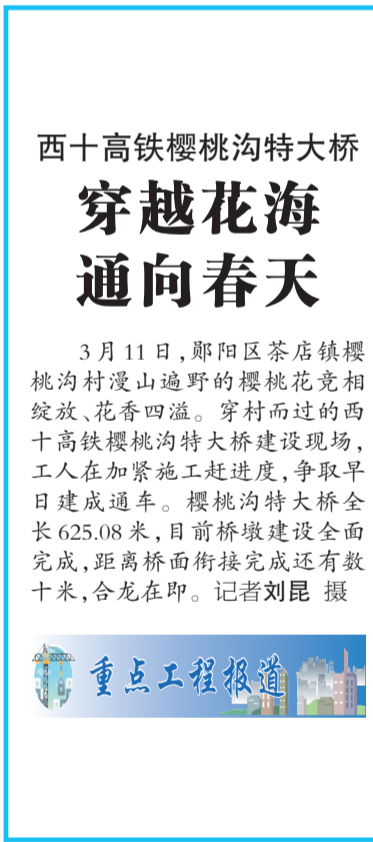 西十高铁樱桃沟特大桥
穿越花海
通向春天
3月11日,郧阳区茶店镇樱
桃沟村漫山遍野的樱桃花竞相
绽放、花香四溢。穿村而过的西
十高铁樱桃沟特大桥建设现场,
工人在加紧施工赶进度,争取早
日建成通车。樱桃沟特大桥全
长625.08米,目前桥墩建设全面
完成,距离桥面衔接完成还有数
十米,合龙在即。记者刘昆 摄
重点工程报道